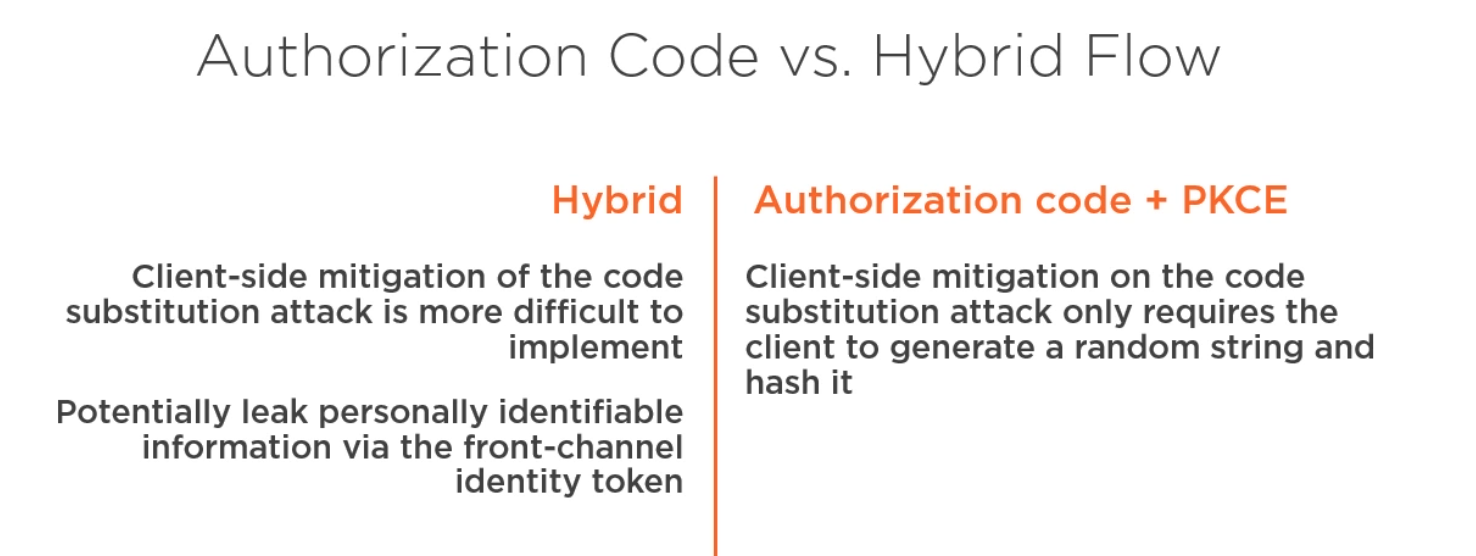 Authorization Code vs. Hybrid Flow
Hybrid
Client-side mitigation of the code
substitution attack is more difficult to
implement
Potentially leak personally identifiable
information via the front-channel
identity token
Authorization code + PKCE
Client-side mitigation on the code
substitution attack only requires the
client to generate a random string and
hash it